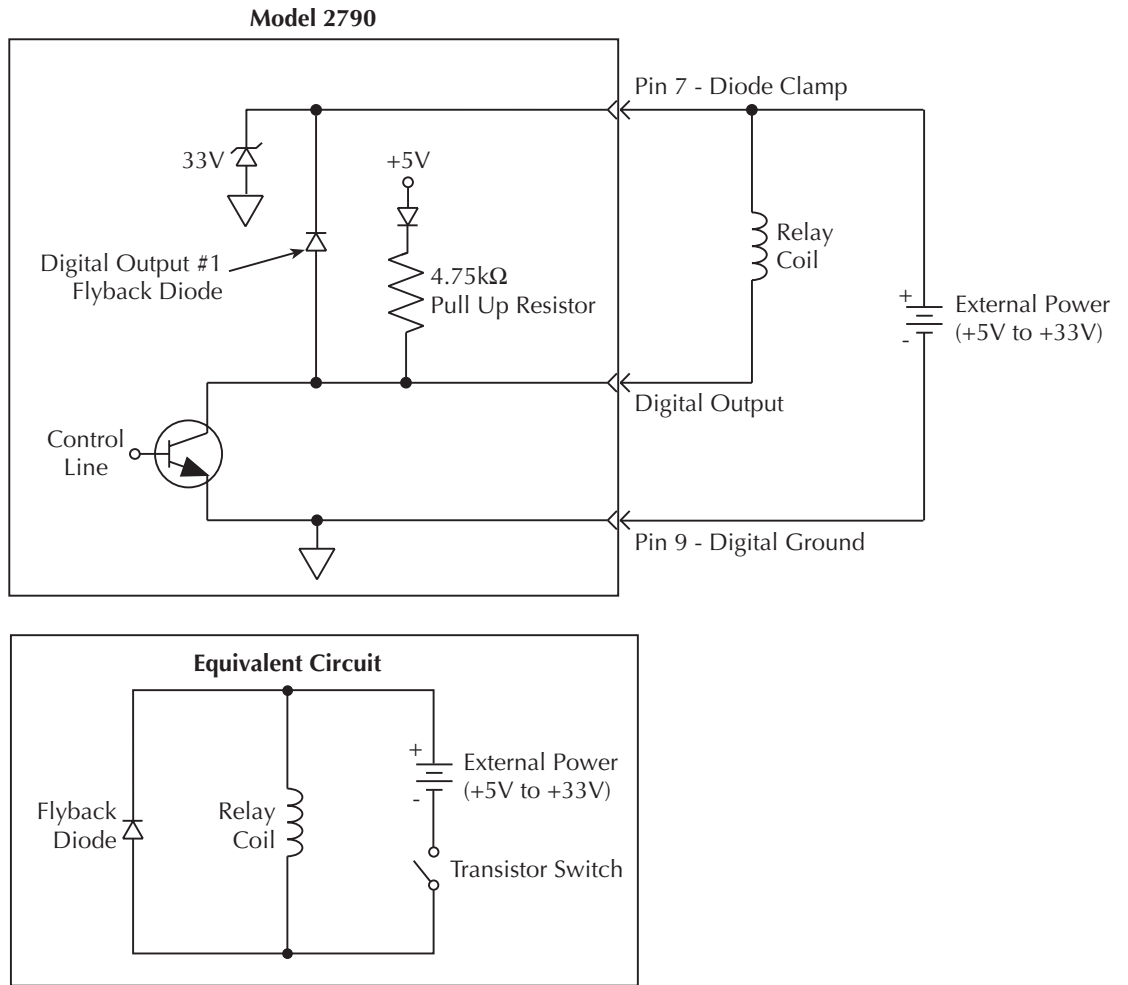 Model 2790
Pin 7 - Diode Clamp
33V
+5V
Digital Output #1
Flyback Diode
4.75kΩ
Pull Up Resistor
Relay
Coil
+
-
External Power
(+5V to +33V)
Digital Output
Control
Line
Pin 9 - Digital Ground
Equivalent Circuit
Flyback
Diode
Relay
Coil
+
-
External Power
(+5V to +33V)
Transistor Switch